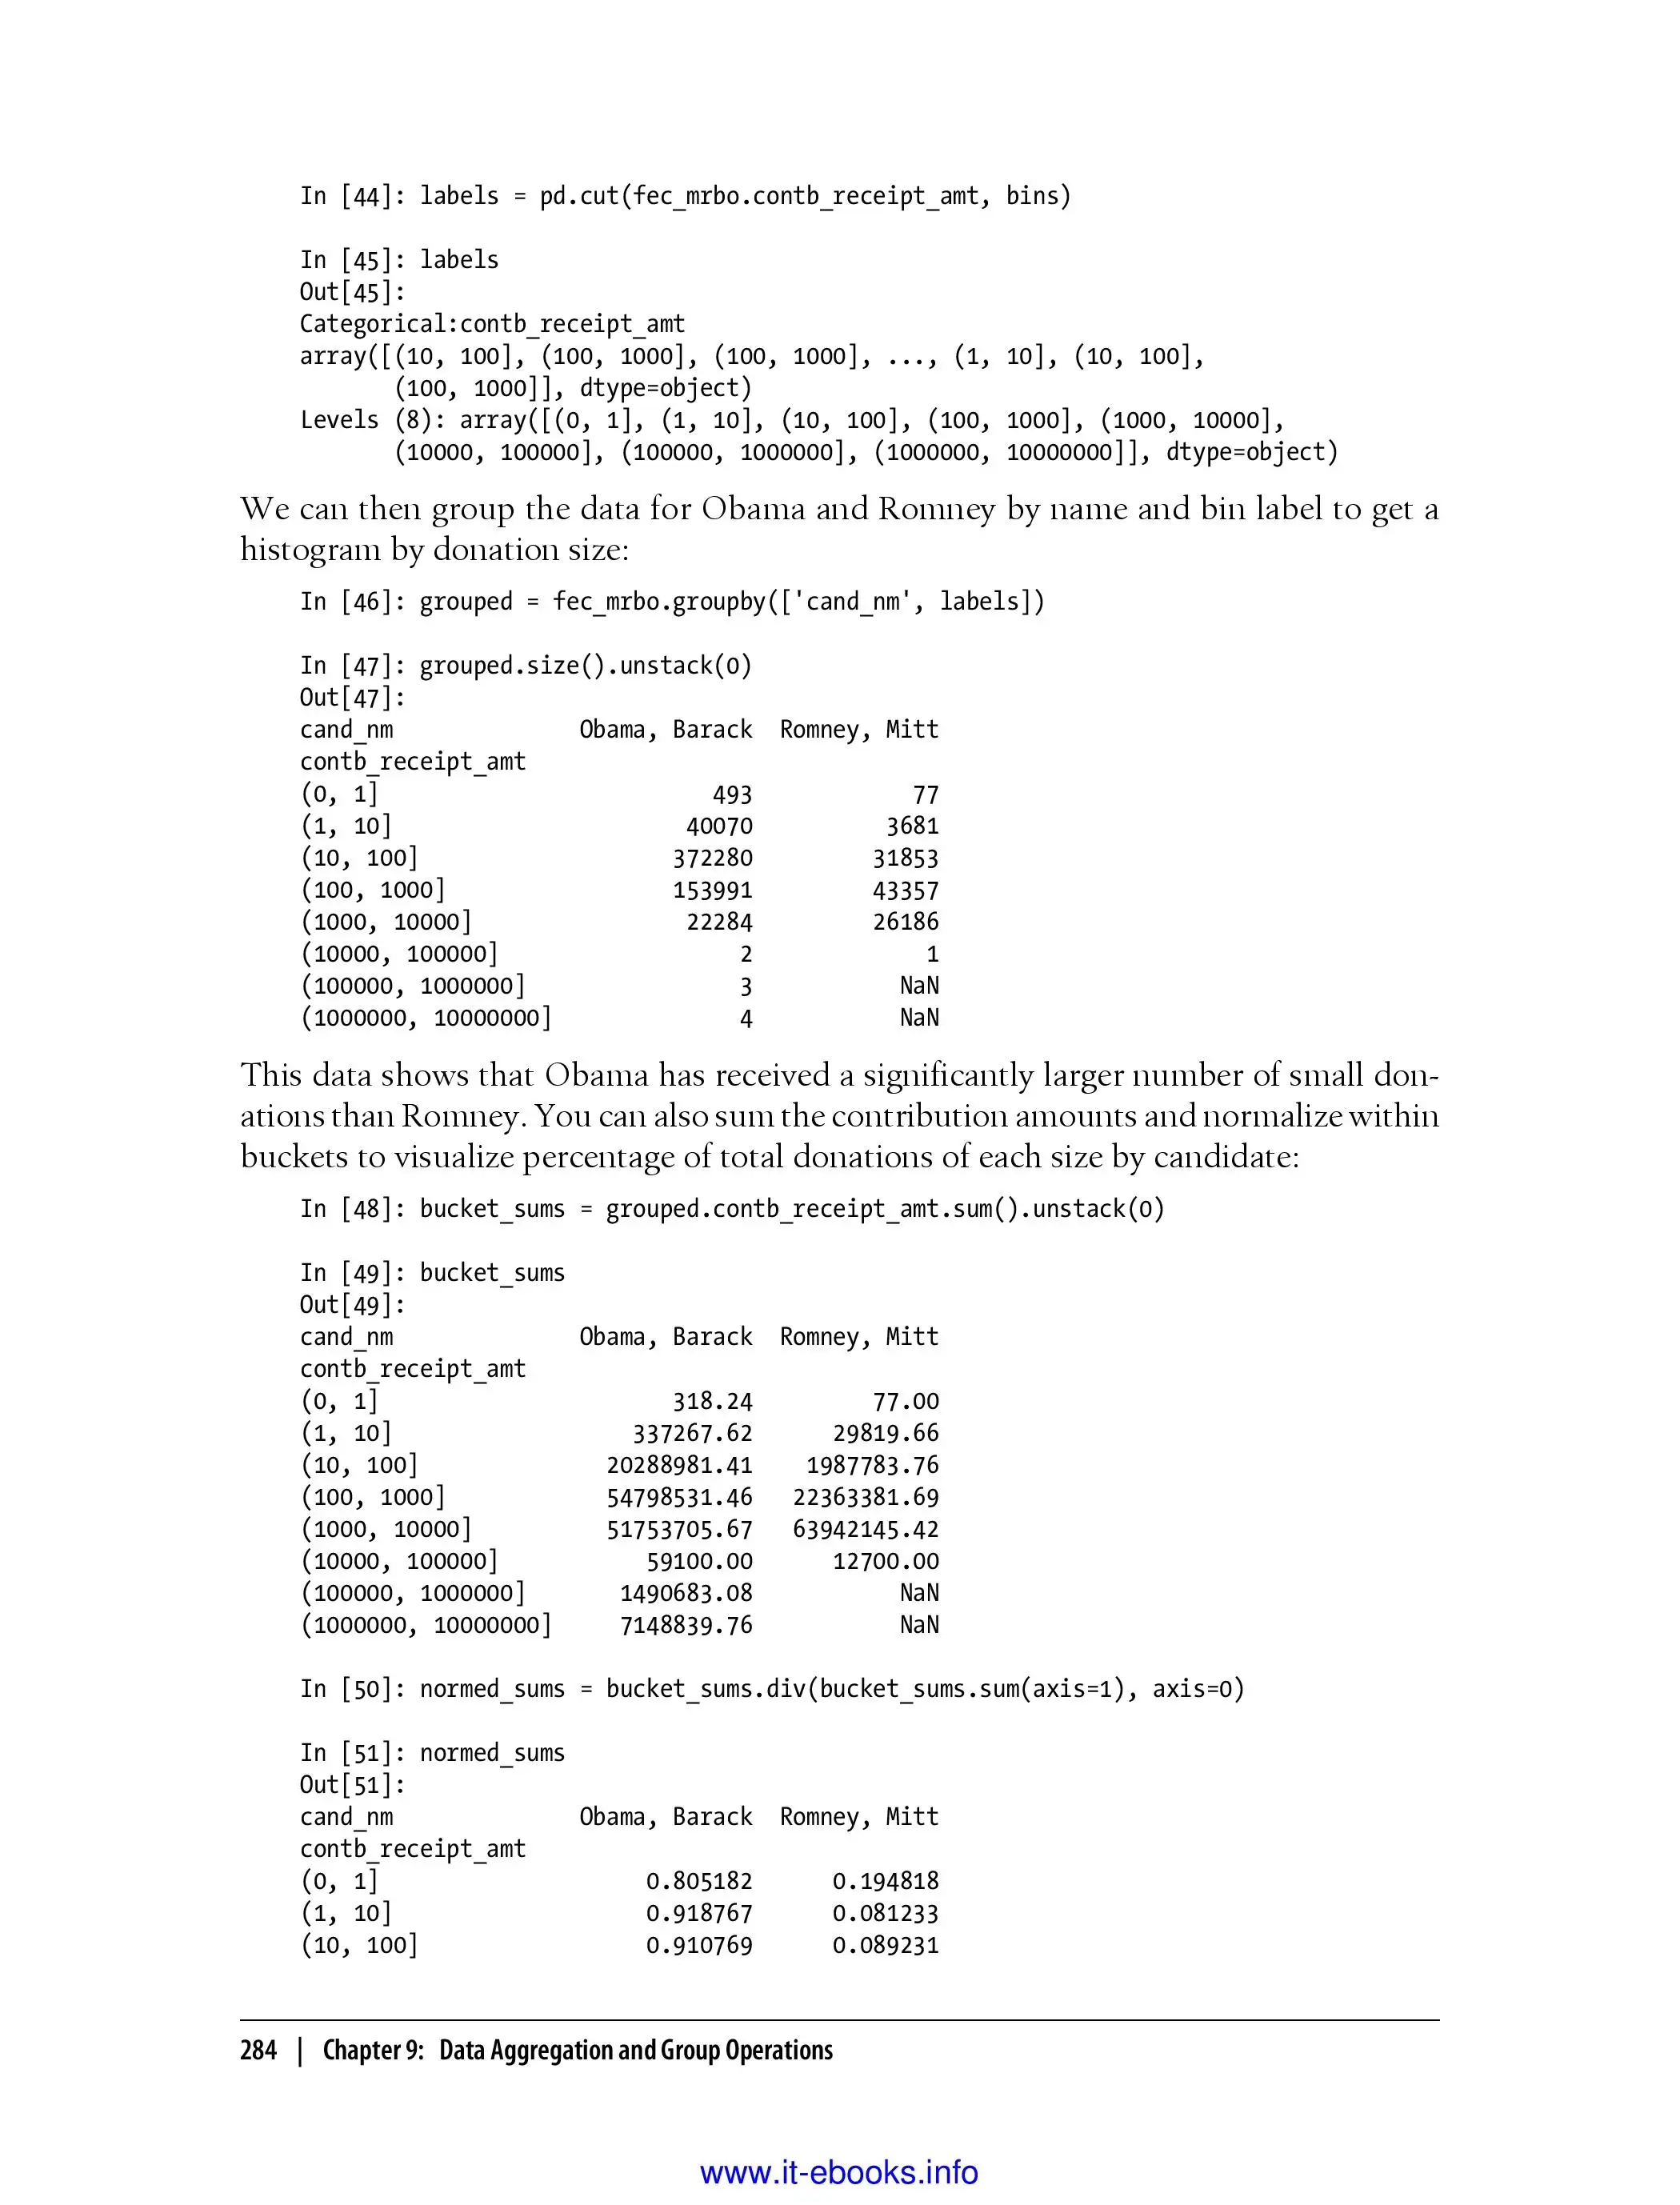 In [44]: labels = pd.cut(fec_mrbo.contb_receipt_amt, bins)
In [45]: labels
Out[45]:
Categorical:contb_receipt_amt
array([(10, 100], (100, 1000], (100, 1000], ..., (1, 10], (10, 100],
(100, 1000]], dtype=object)
Levels (8): array([(0, 1], (1, 10], (10, 100], (100, 1000], (1000, 10000],
(10000, 100000], (100000, 1000000], (1000000, 10000000]], dtype=object)
We can then group the data for Obama and Romney by name and bin label to get a
histogram by donation size:
In [46]: grouped = fec_mrbo.groupby(['cand_nm', labels])
In [47]: grouped.size().unstack(0)
Out[47]:
cand_nm Obama, Barack Romney, Mitt
contb_receipt_amt
(0, 1] 493 77
(1, 10] 40070 3681
(10, 100] 372280 31853
(100, 1000] 153991 43357
(1000, 10000] 22284 26186
(10000, 100000] 2 1
(100000, 1000000] 3 NaN
(1000000, 10000000] 4 NaN
This data shows that Obama has received a significantly larger number of small don-
ations than Romney. You can also sum the contribution amounts and normalize within
buckets to visualize percentage of total donations of each size by candidate:
In [48]: bucket_sums = grouped.contb_receipt_amt.sum().unstack(0)
In [49]: bucket_sums
Out[49]:
cand_nm Obama, Barack Romney, Mitt
contb_receipt_amt
(0, 1] 318.24 77.00
(1, 10] 337267.62 29819.66
(10, 100] 20288981.41 1987783.76
(100, 1000] 54798531.46 22363381.69
(1000, 10000] 51753705.67 63942145.42
(10000, 100000] 59100.00 12700.00
(100000, 1000000] 1490683.08 NaN
(1000000, 10000000] 7148839.76 NaN
In [50]: normed_sums = bucket_sums.div(bucket_sums.sum(axis=1), axis=0)
In [51]: normed_sums
Out[51]:
cand_nm Obama, Barack Romney, Mitt
contb_receipt_amt
(0, 1] 0.805182 0.194818
(1, 10] 0.918767 0.081233
(10, 100] 0.910769 0.089231
284 | Chapter 9: Data Aggregation and Group Operations
www.it-ebooks.info